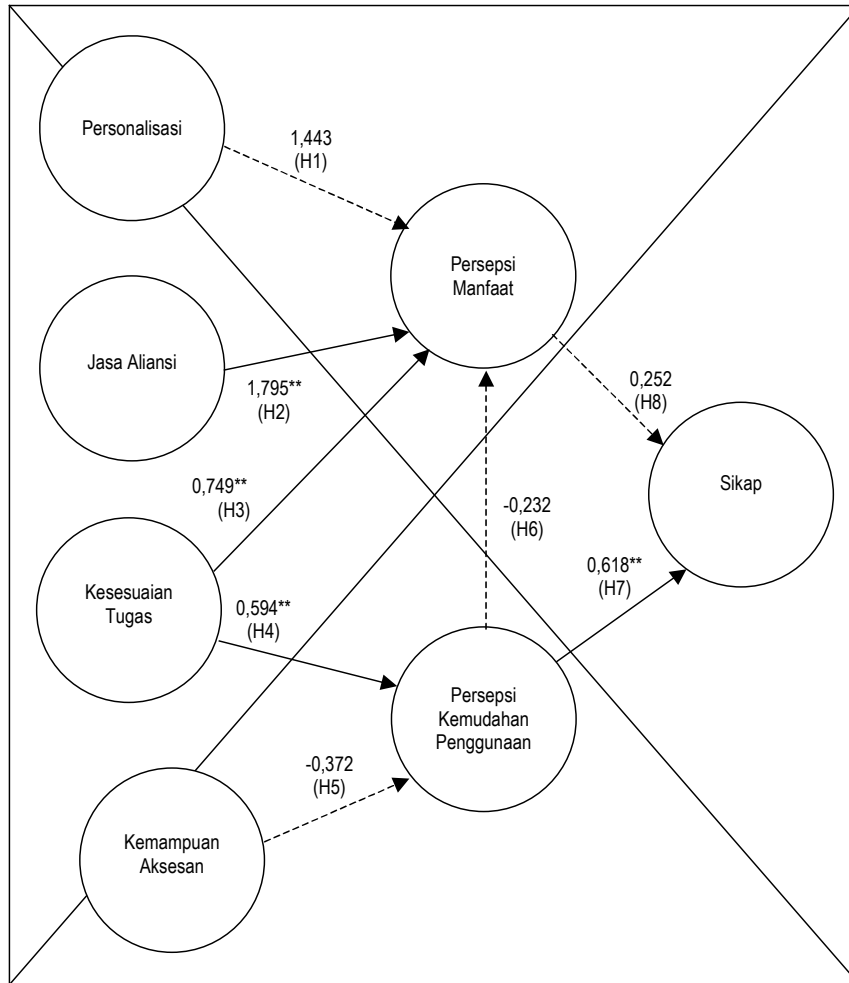 Personalisasi
1,443
(H1)
Persepsi
Manfaat
Jasa Aliansi
1,795**
(H2)
0,252
(H8)
Sikap
0,749**
(H3)
-0,232
(H6)
0,618**
(H7)
Kesesuaian
Tugas
0,594**
(H4)
Persepsi
Kemudahan
Penggunaan
-0,372
(H5)
Kemampuan
Aksesan